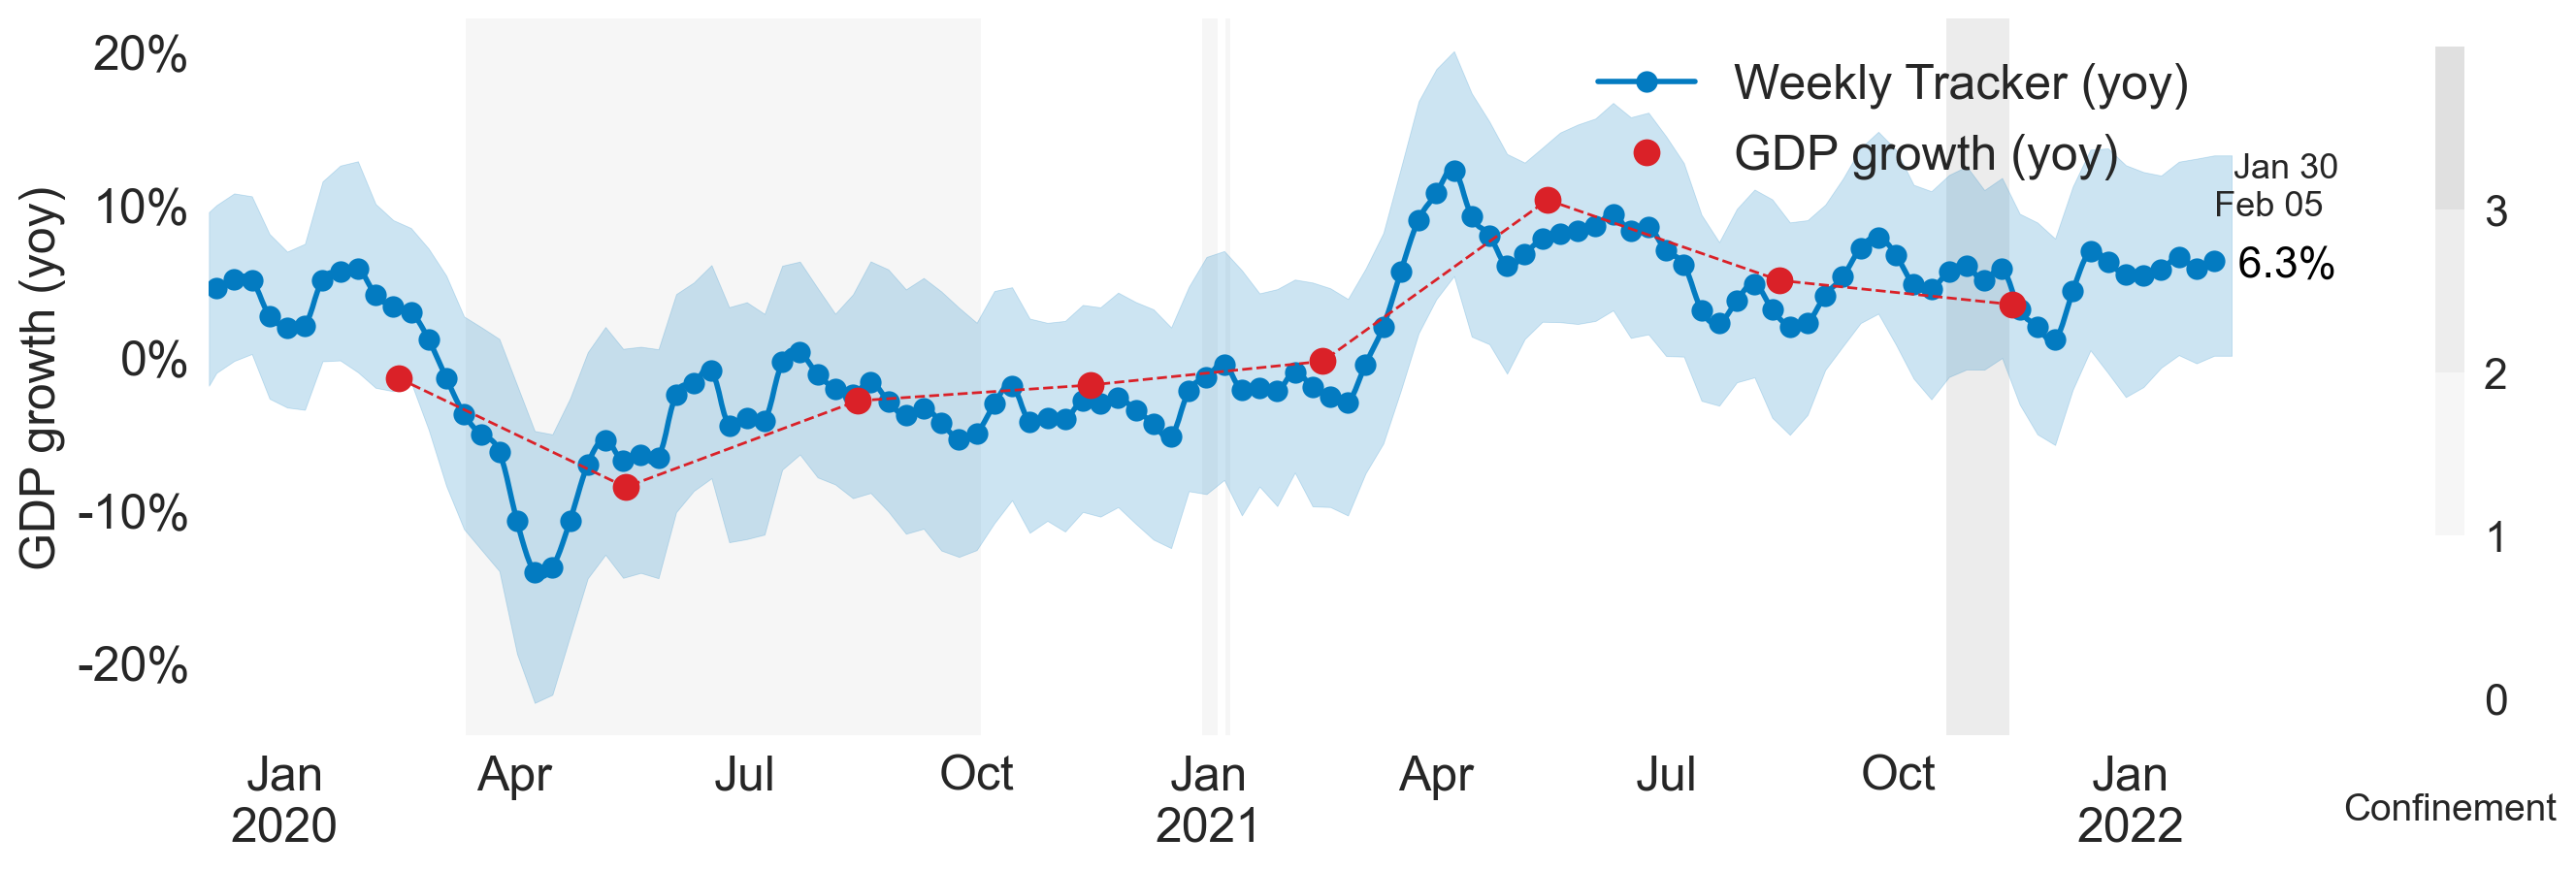 GDP growth (yoy)
20%
10%
0%
-10%
-20%
Weekly Tracker (yoy)
GDP growth (yoy)
Jan 30
Feb 05
6.3%
3
2
1
0
Confinement
Jan Apr Jul Oct Jan Apr Jul Oct Jan
2020 2021 2022